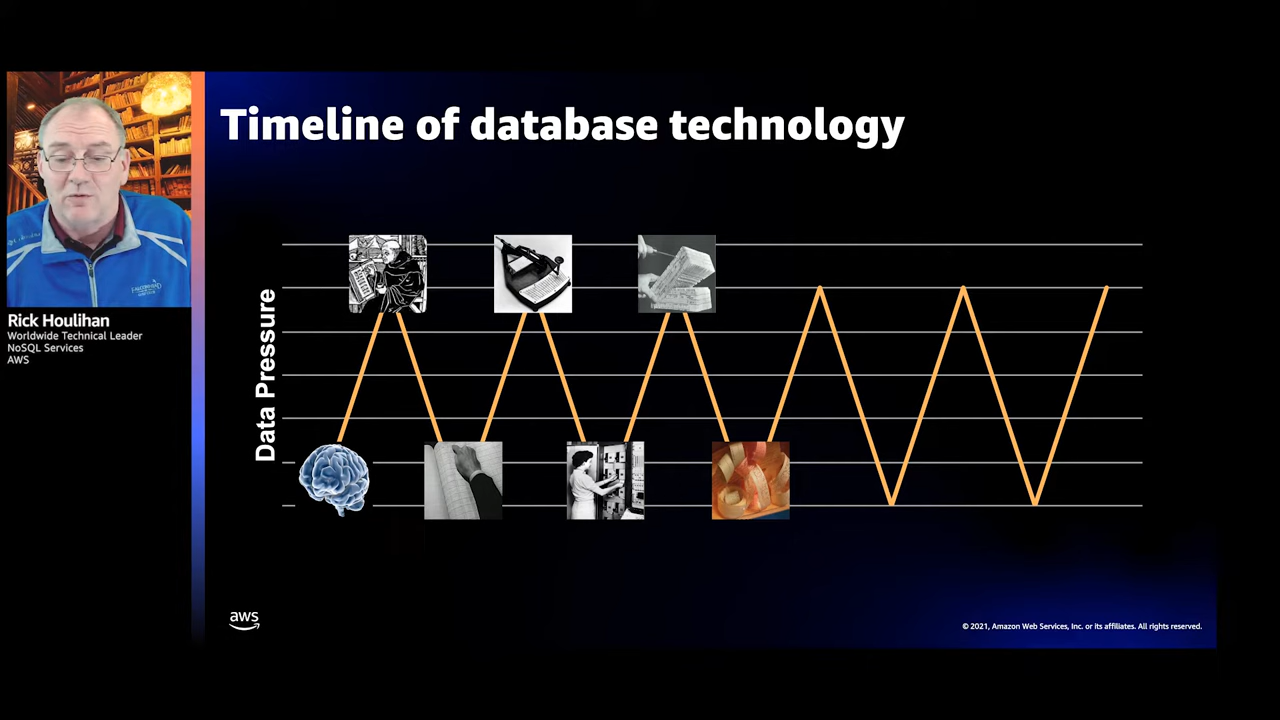 Timeline of database technology
Rick Houlihan
Worldwide Technical Leader
NoSQL Services
AWS
Data Pressure
aws
© 2021, Amazon Web Services, Inc. or its affiliates. All rights reserved.